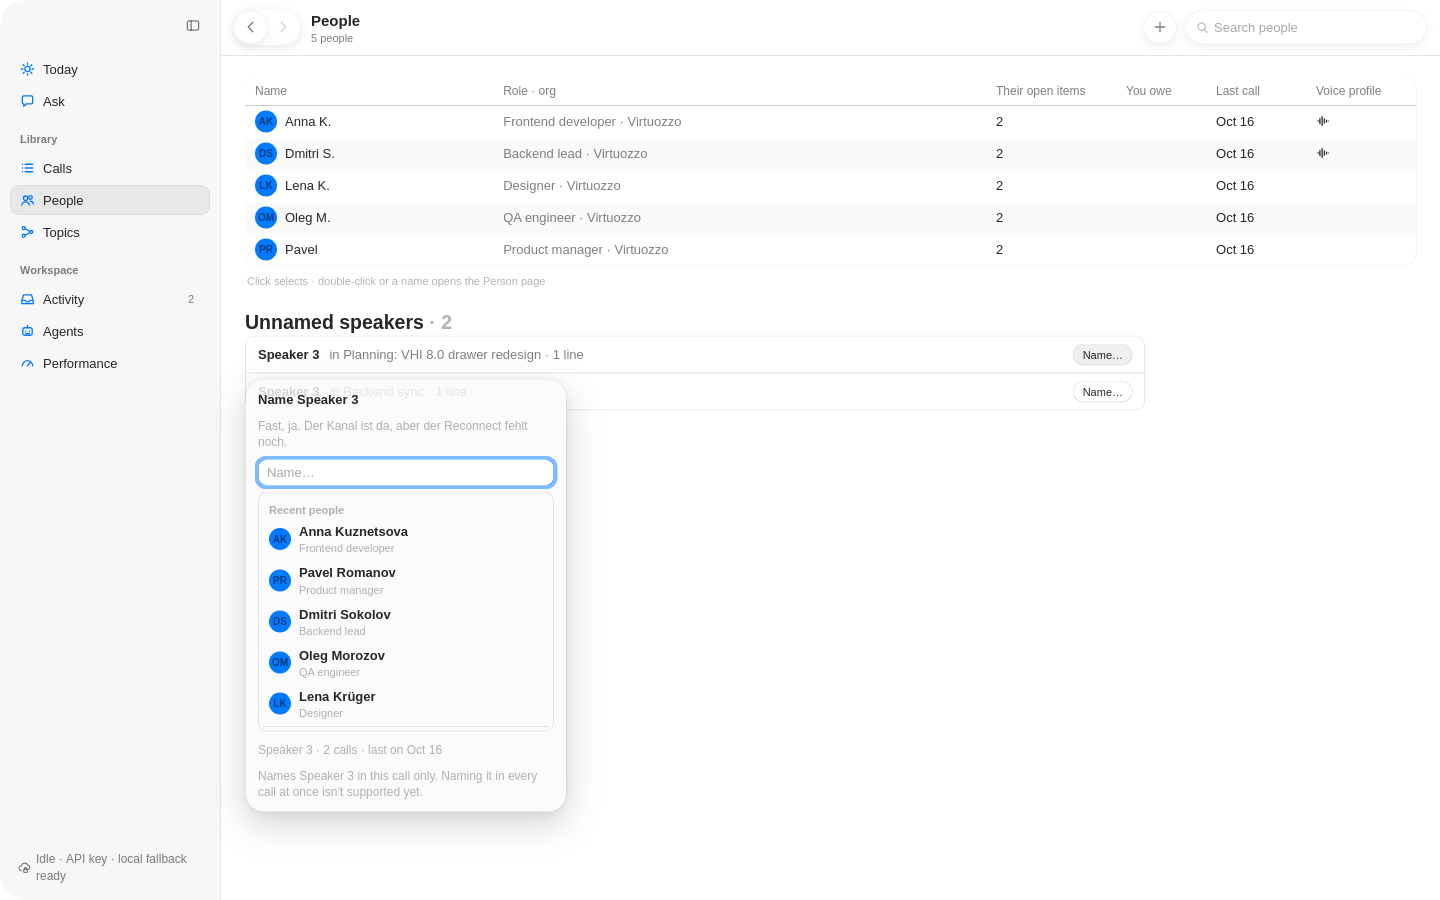 People
5 people
Search people
Today
Ask
Library
Calls
People
Topics
Workspace
Activity 2
Agents
Performance
Idle · API key · local fallback
ready
Name Role · org Their open items You owe Last call Voice profile
AK Anna K. Frontend developer · Virtuozzo 2 Oct 16
DS Dmitri S. Backend lead · Virtuozzo 2 Oct 16
LK Lena K. Designer · Virtuozzo 2 Oct 16
OM Oleg M. QA engineer · Virtuozzo 2 Oct 16
PR Pavel Product manager · Virtuozzo 2 Oct 16
Click selects · double-click or a name opens the Person page
Unnamed speakers · 2
Speaker 3 in Planning: VHI 8.0 drawer redesign · 1 line Name…
Speaker 3 in Backend sync · 1 line Name…
Name Speaker 3
Fast, ja. Der Kanal ist da, aber der Reconnect fehlt
noch.
Name…
Recent people
AK Anna Kuznetsova
Frontend developer
PR Pavel Romanov
Product manager
DS Dmitri Sokolov
Backend lead
OM Oleg Morozov
QA engineer
LK Lena Krüger
Designer
Speaker 3 · 2 calls · last on Oct 16
Names Speaker 3 in this call only. Naming it in every
call at once isn’t supported yet.